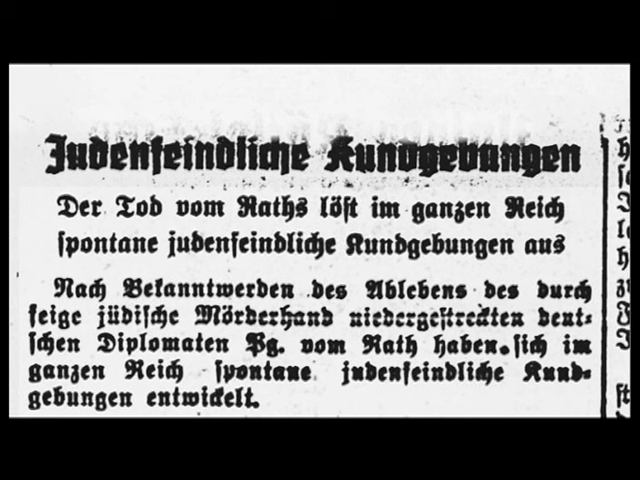 Judenfeindliche Kundgebungen
Der Tod vom Raths löst im ganzen Reich
spontane judenfeindliche Kundgebungen aus
Nach Bekanntwerden des Ablebens des durch
feige jüdische Mörderhand niedergestreckten deut-
schen Diplomaten Pg. vom Rath haben sich im
ganzen Reich spontane judenfeindliche Kund-
gebungen entwickelt.